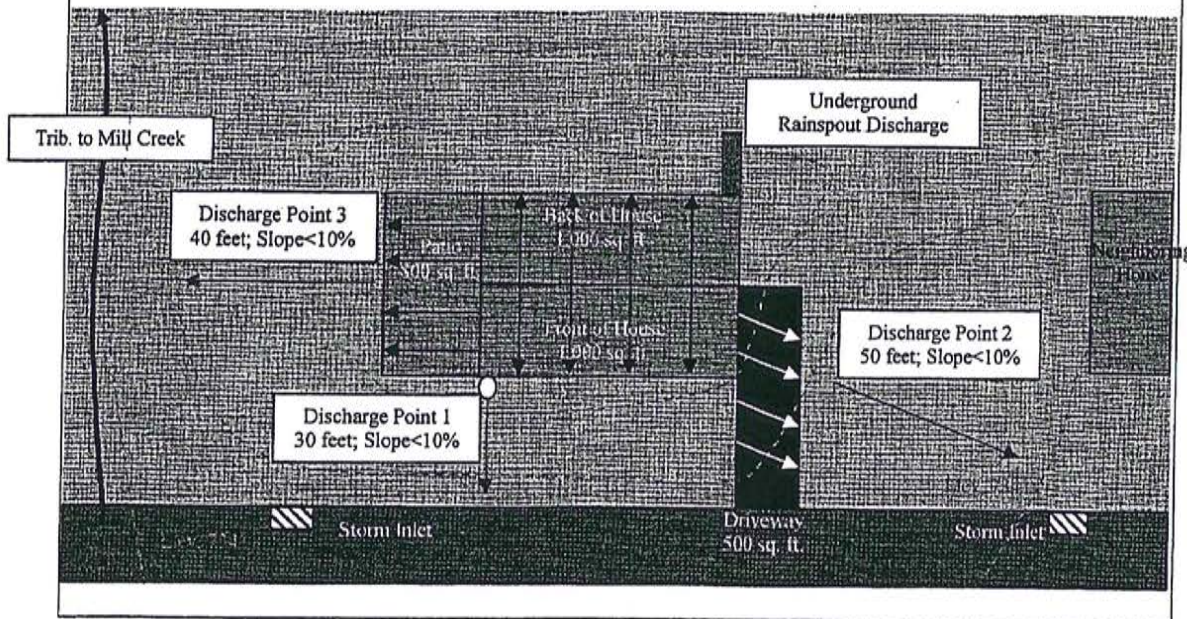 Underground
Rainspout Discharge
Trib. to Mill Creek
Discharge Point 3
40 feet; Slope<10%
Back of House
1,000 sq. ft.
Patio
500 sq. ft.
Neighboring
House
Front of House
1,000 sq. ft.
Discharge Point 2
50 feet; Slope<10%
Discharge Point 1
30 feet; Slope<10%
Storm Inlet
Driveway
500 sq. ft.
Storm Inlet